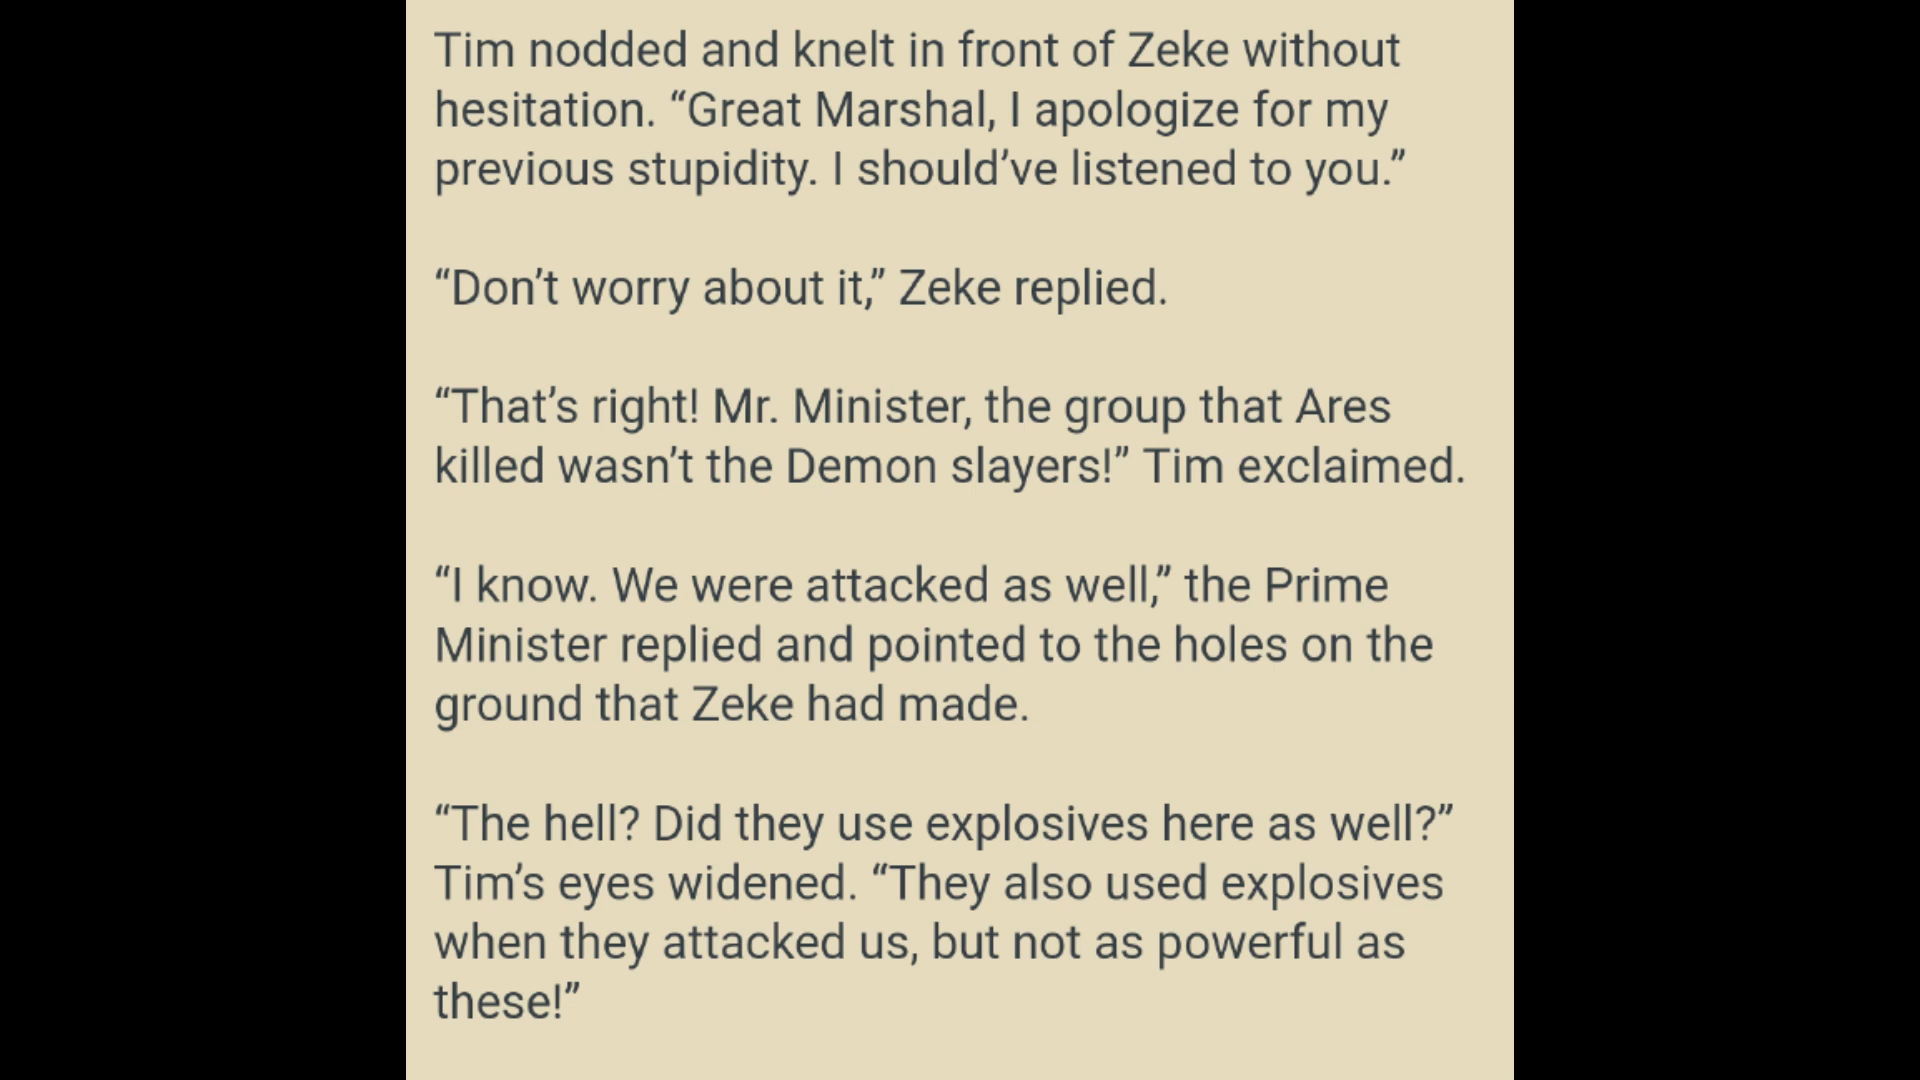 Tim nodded and knelt in front of Zeke without
hesitation. “Great Marshal, I apologize for my
previous stupidity. I should’ve listened to you.”
“Don’t worry about it,” Zeke replied.
“That’s right! Mr. Minister, the group that Ares
killed wasn’t the Demon slayers!” Tim exclaimed.
“I know. We were attacked as well,” the Prime
Minister replied and pointed to the holes on the
ground that Zeke had made.
“The hell? Did they use explosives here as well?”
Tim’s eyes widened. “They also used explosives
when they attacked us, but not as powerful as
these!”